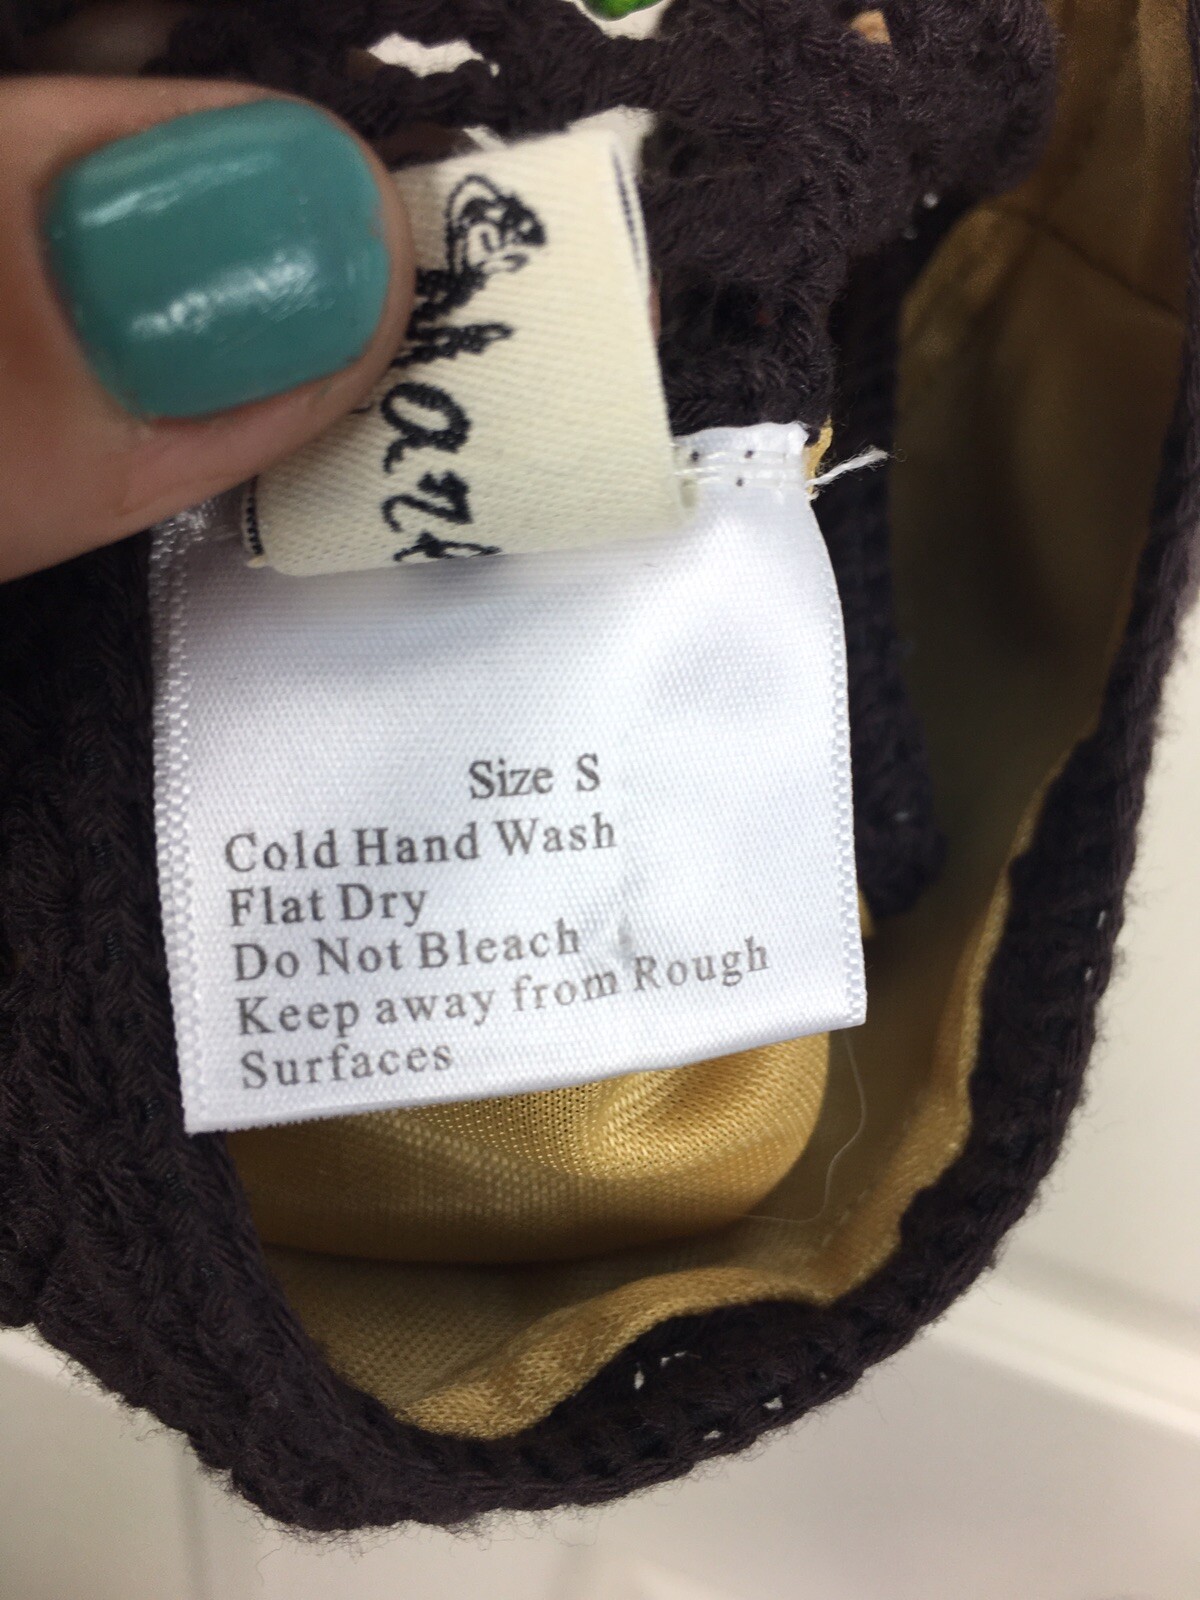 Size S
Cold Hand Wash
Flat Dry
Do Not Bleach
Keep away from Rough
Surfaces